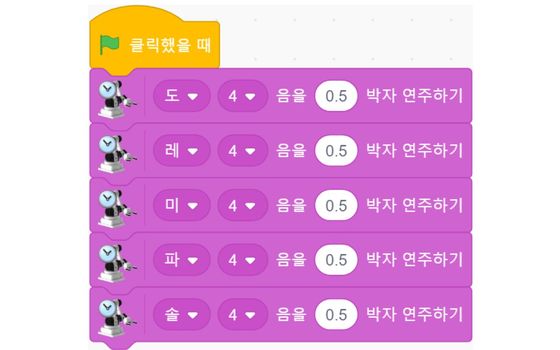 클릭했을 때
도 4 음을 0.5 박자 연주하기
레 4 음을 0.5 박자 연주하기
미 4 음을 0.5 박자 연주하기
파 4 음을 0.5 박자 연주하기
솔 4 음을 0.5 박자 연주하기